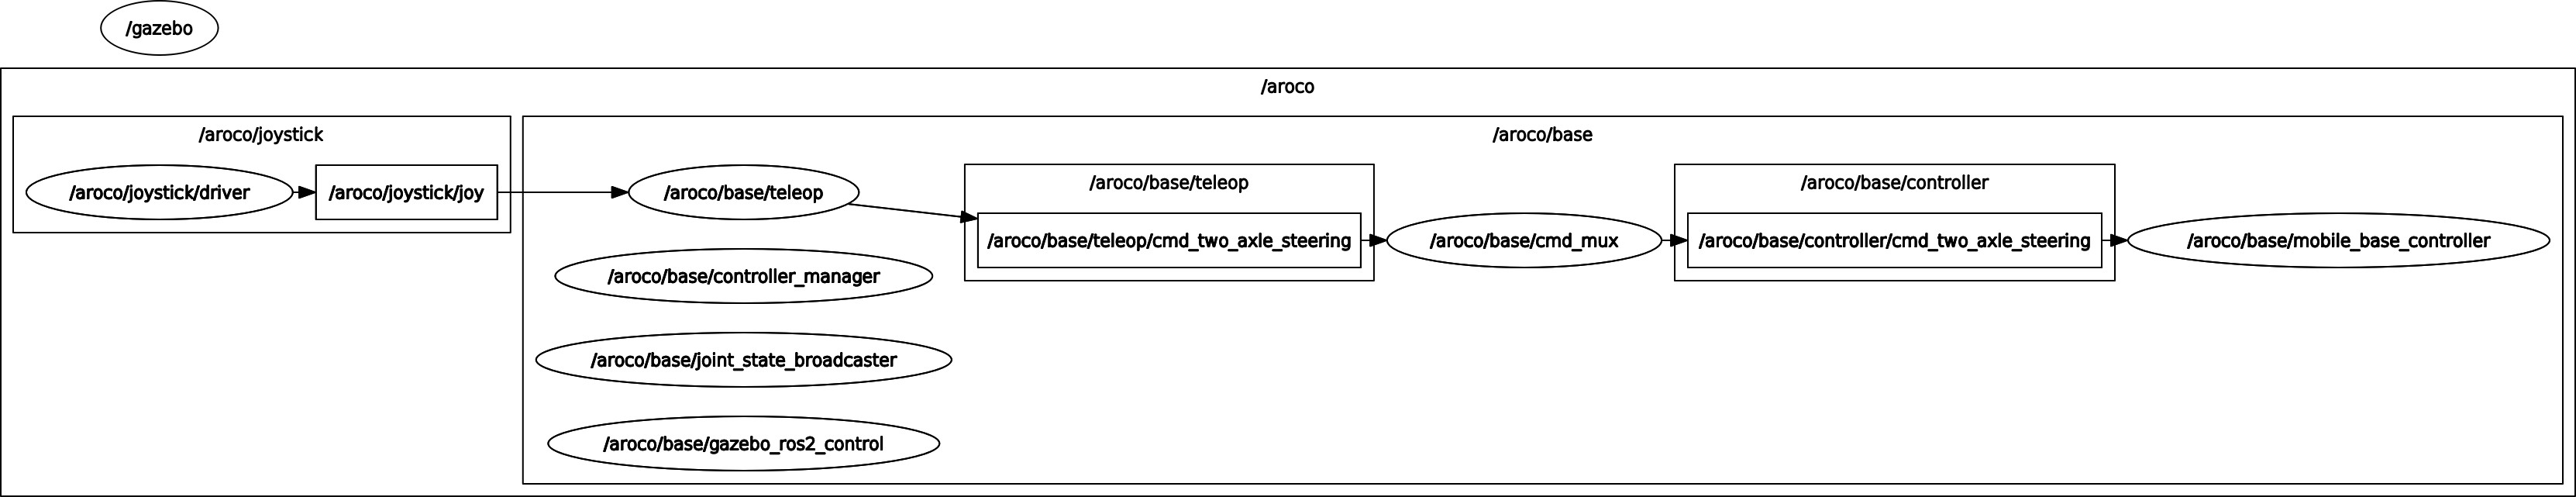 /gazebo
/aroco
/aroco/joystick
/aroco/base
/aroco/joystick/driver
/aroco/joystick/joy
/aroco/base/teleop
/aroco/base/teleop
/aroco/base/teleop/cmd_two_axle_steering
/aroco/base/cmd_mux
/aroco/base/controller
/aroco/base/controller/cmd_two_axle_steering
/aroco/base/mobile_base_controller
/aroco/base/controller_manager
/aroco/base/joint_state_broadcaster
/aroco/base/gazebo_ros2_control